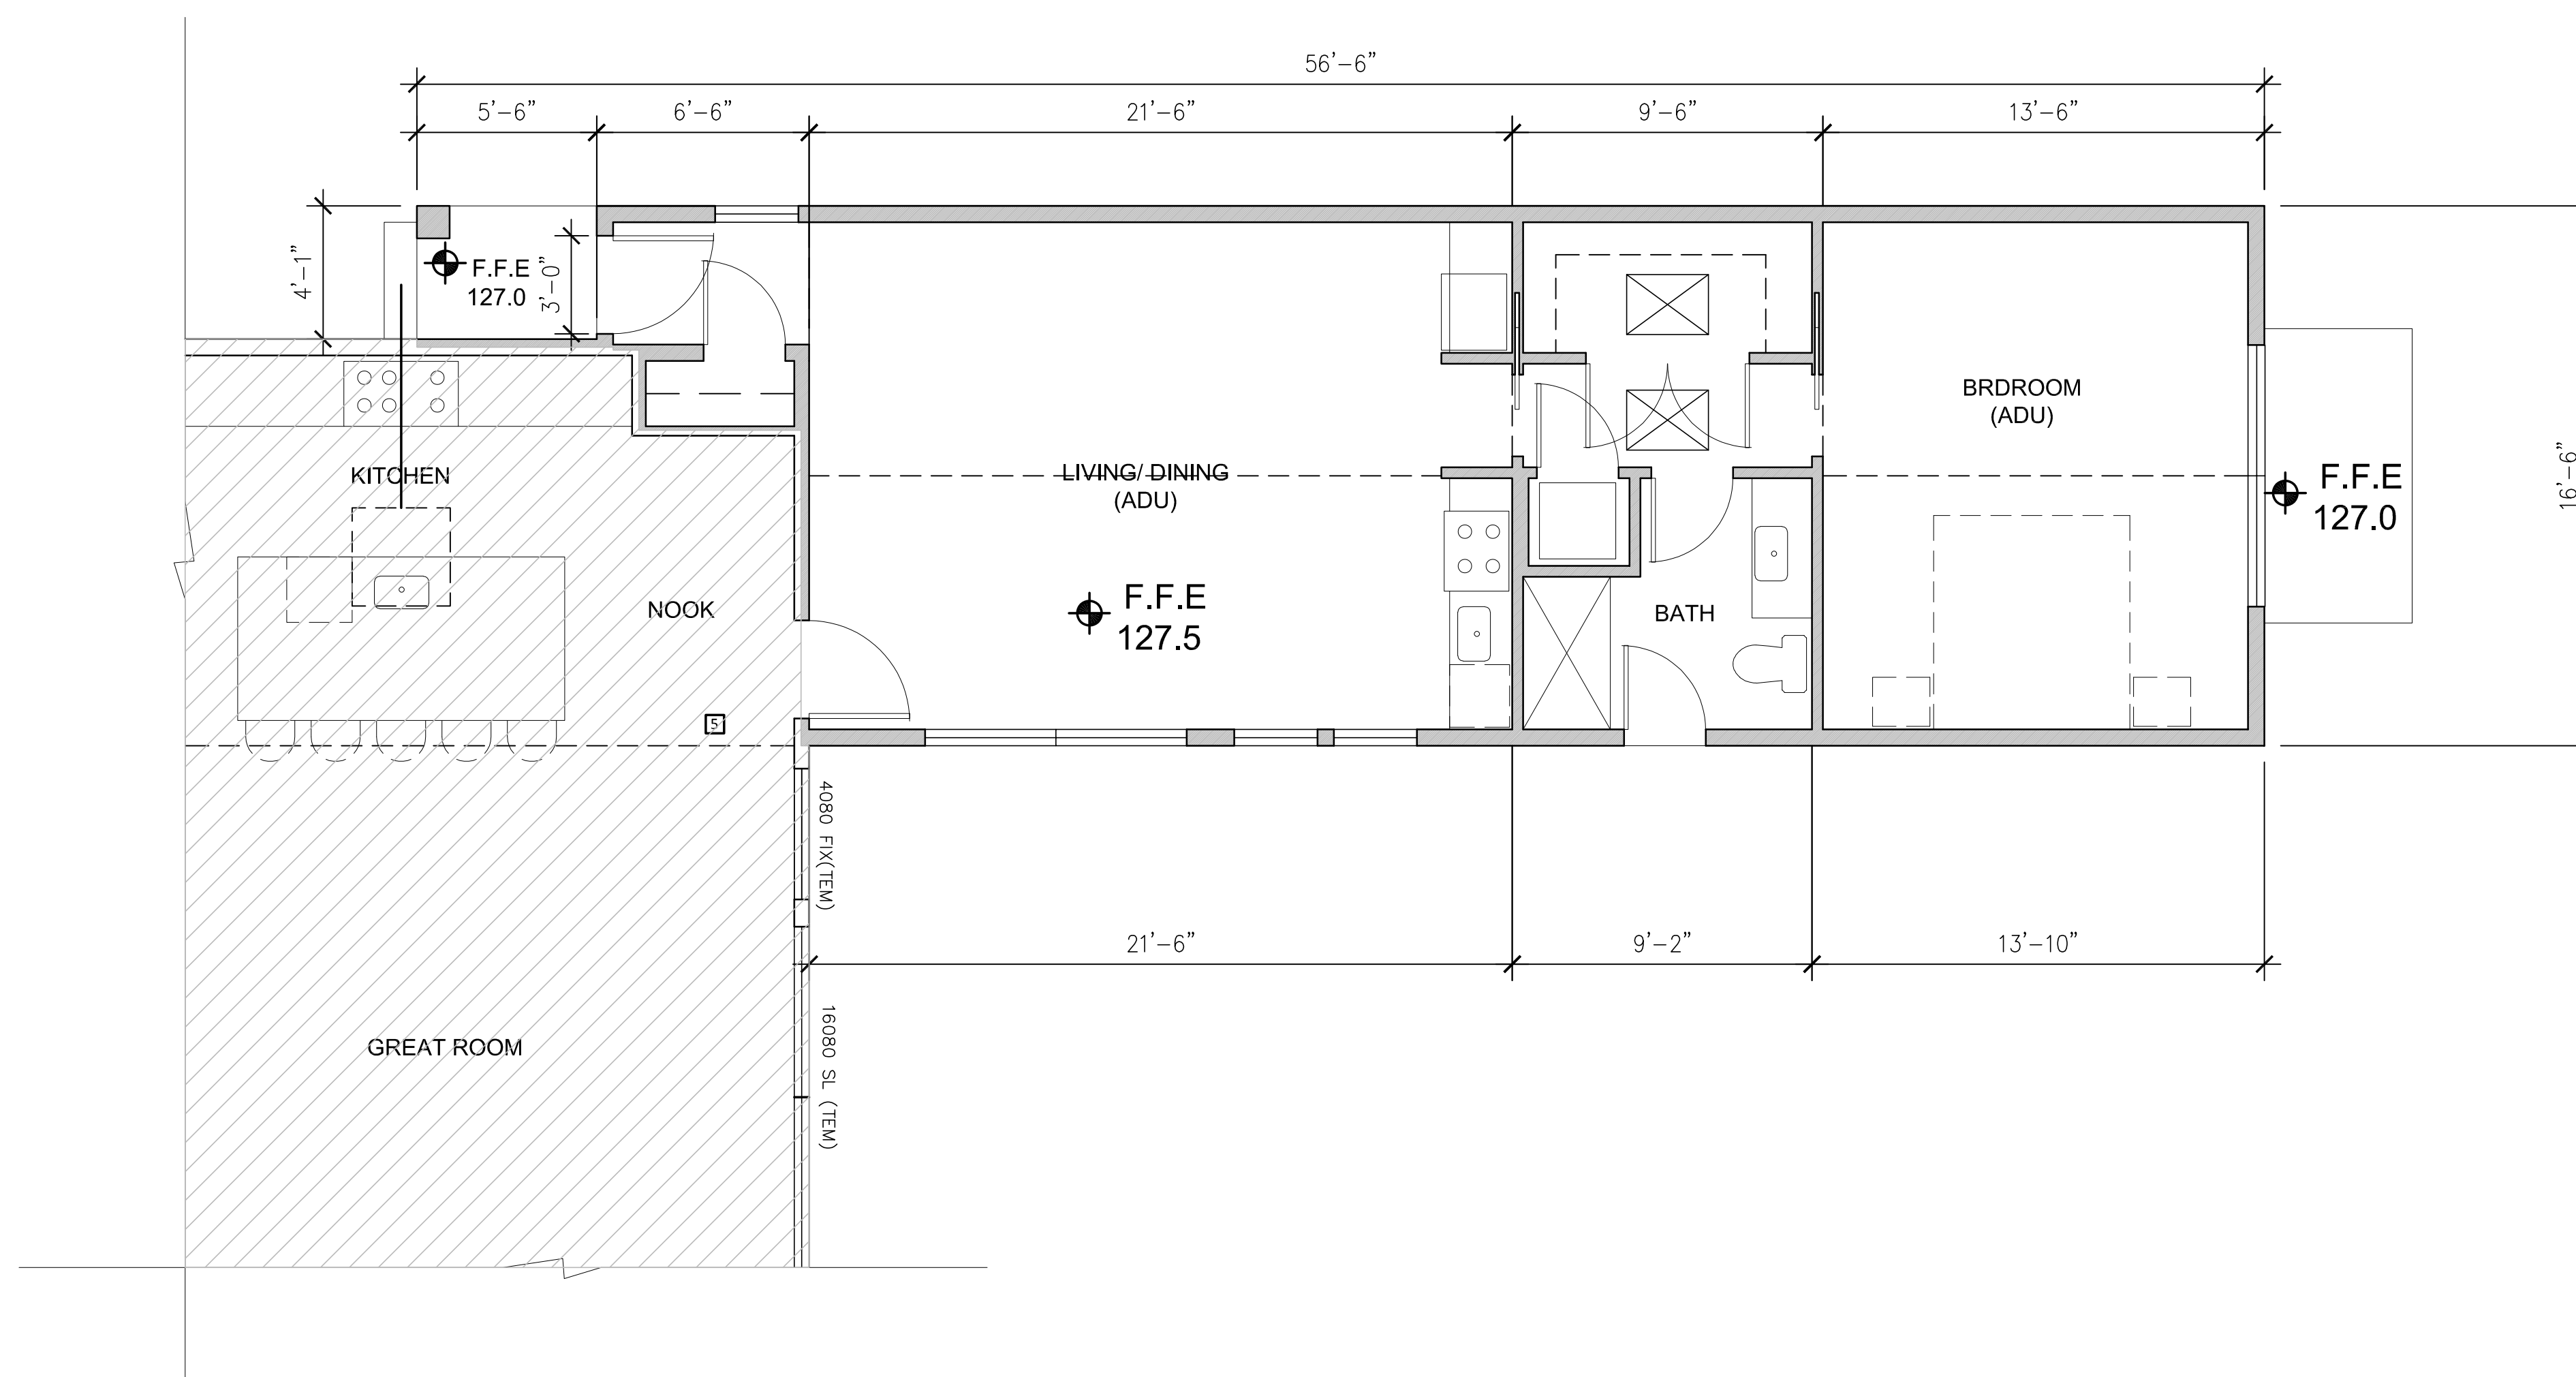 56’-6”
5’-6”
6’-6”
21’-6”
9’-6”
13’-6”
4’-1”
F.F.E
127.0
3’-0”
BRDROOM
(ADU)
KITCHEN
LIVING/ DINING
(ADU)
F.F.E
127.0
16’-6”
NOOK
F.F.E
127.5
BATH
5
4080 FIX(TEM)
21’-6”
9’-2”
13’-10”
16080 SL (TEM)
GREAT ROOM